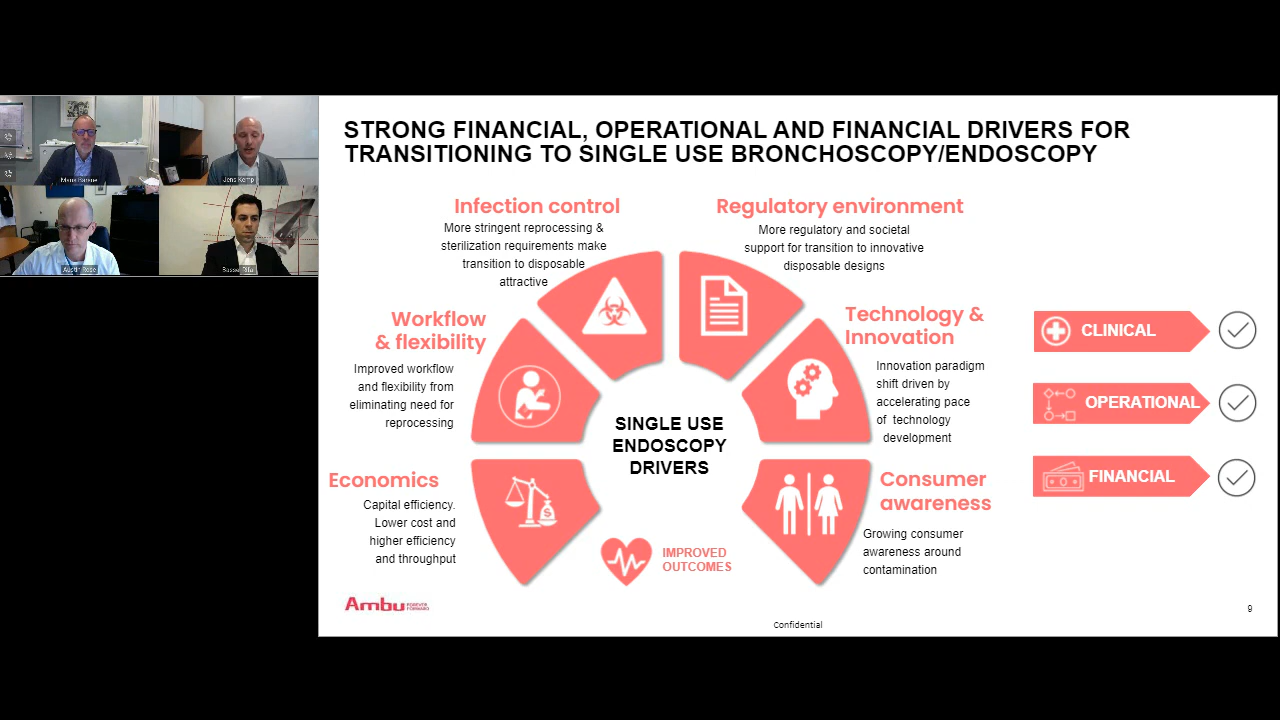 STRONG FINANCIAL, OPERATIONAL AND FINANCIAL DRIVERS FOR
TRANSITIONING TO SINGLE USE BRONCHOSCOPY/ENDOSCOPY
Infection control
More stringent reprocessing &
sterilization requirements make
transition to disposable
attractive
Regulatory environment
More regulatory and societal
support for transition to innovative
disposable designs
Workflow
& flexibility
Improved workflow
and flexibility from
eliminating need for
reprocessing
Technology &
Innovation
Innovation paradigm
shift driven by
accelerating pace
of technology
development
Economics
Capital efficiency.
Lower cost and
higher efficiency
and throughput
Consumer
awareness
Growing consumer
awareness around
contamination
SINGLE USE
ENDOSCOPY
DRIVERS
$
IMPROVED
OUTCOMES
CLINICAL
OPERATIONAL
FINANCIAL
Ambu
FOREVER
FORWARD
Confidential
9
Jens Kemp
Austin Rose